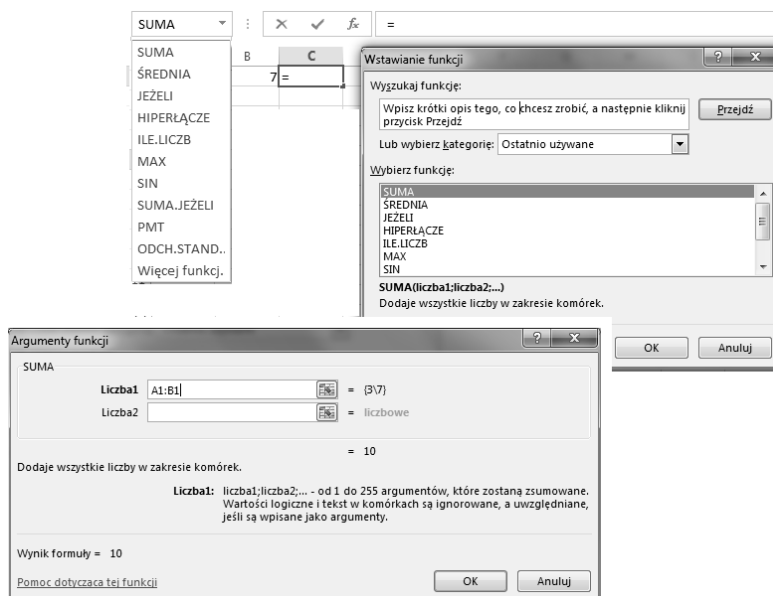 SUMA
fx =
B C
7 =
SUMA
ŚREDNIA
JEŻELI
HIPERŁĄCZE
ILE.LICZB
MAX
SIN
SUMA.JEŻELI
PMT
ODCH.STAND..
Więcej funkcj.
Wstawianie funkcji
Wyszukaj funkcję:
Wpisz krótki opis tego, co chcesz zrobić, a następnie kliknij
przycisk Przejdź
Przejdź
Lub wybierz kategorię: Ostatnio używane
Wybierz funkcję:
SUMA
ŚREDNIA
JEŻELI
HIPERŁĄCZE
ILE.LICZB
MAX
SIN
SUMA(liczba1;liczba2;...)
Dodaje wszystkie liczby w zakresie komórek.
OK Anuluj
Argumenty funkcji
SUMA
Liczba1 A1:B1 = {3\7}
Liczba2 = liczbowe
= 10
Dodaje wszystkie liczby w zakresie komórek.
Liczba1: liczba1;liczba2;... - od 1 do 255 argumentów, które zostaną zsumowane.
Wartości logiczne i tekst w komórkach są ignorowane, a uwzględniane,
jeśli są wpisane jako argumenty.
Wynik formuły = 10
Pomoc dotycząca tej funkcji
OK Anuluj